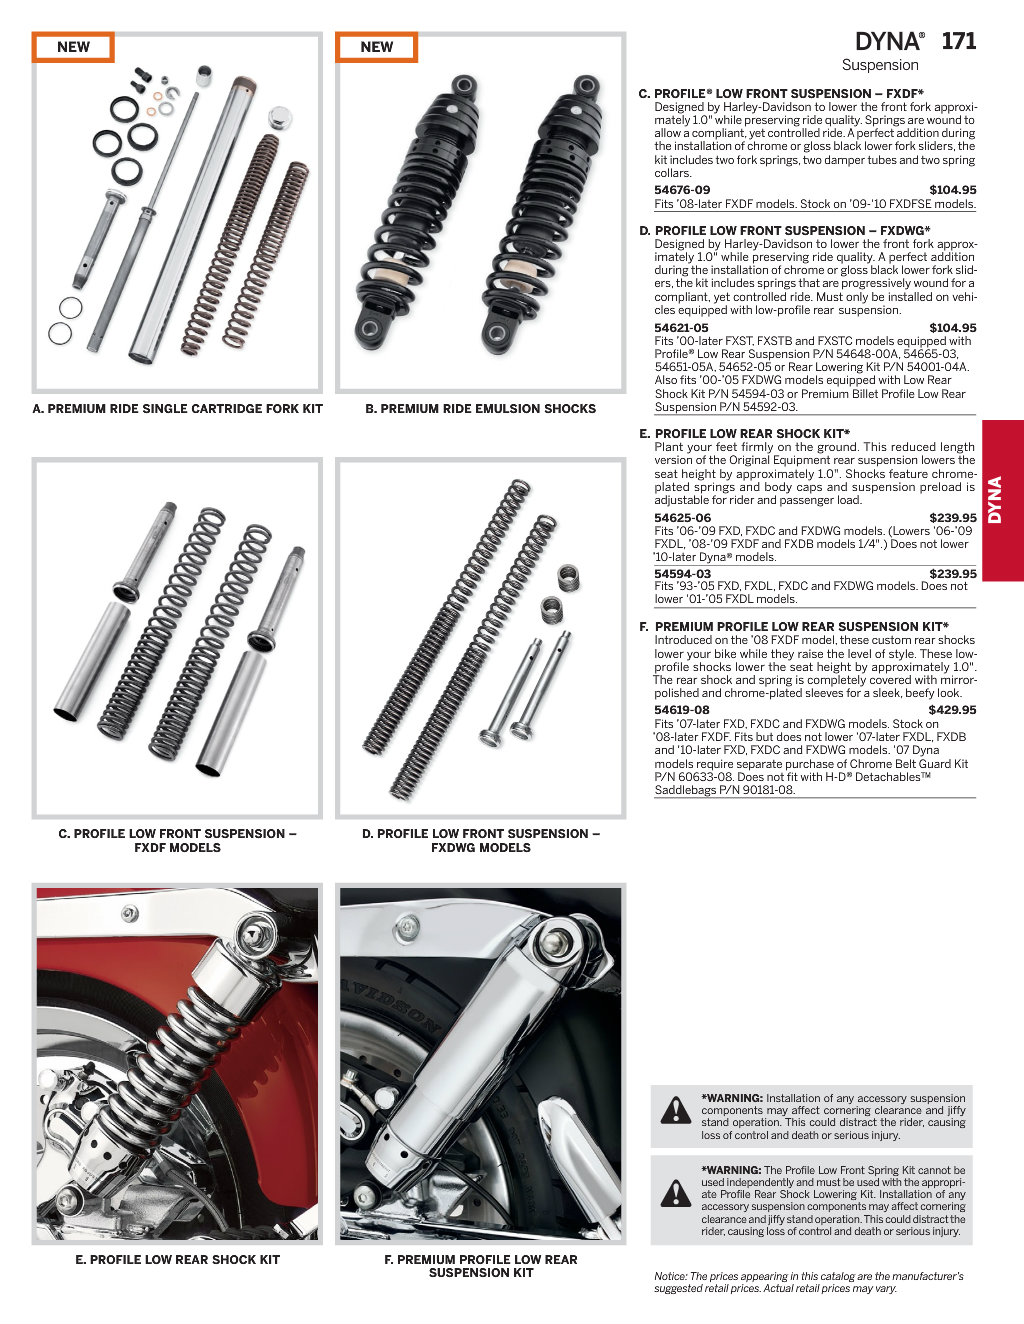 NEW
NEW
A. PREMIUM RIDE SINGLE CARTRIDGE FORK KIT
B. PREMIUM RIDE EMULSION SHOCKS
C. PROFILE LOW FRONT SUSPENSION –
FXDF MODELS
D. PROFILE LOW FRONT SUSPENSION –
FXDWG MODELS
E. PROFILE LOW REAR SHOCK KIT
F. PREMIUM PROFILE LOW REAR
SUSPENSION KIT
DYNA® 171
Suspension
C. PROFILE® LOW FRONT SUSPENSION – FXDF*
Designed by Harley-Davidson to lower the front fork approxi-
mately 1.0" while preserving ride quality. Springs are wound to
allow a compliant, yet controlled ride. A perfect addition during
the installation of chrome or gloss black lower fork sliders, the
kit includes two fork springs, two damper tubes and two spring
collars.
54676-09 $104.95
Fits ’08-later FXDF models. Stock on ’09-’10 FXDFSE models.
D. PROFILE LOW FRONT SUSPENSION – FXDWG*
Designed by Harley-Davidson to lower the front fork approx-
imately 1.0" while preserving ride quality. A perfect addition
during the installation of chrome or gloss black lower fork slid-
ers, the kit includes springs that are progressively wound for a
compliant, yet controlled ride. Must only be installed on vehi-
cles equipped with low-profile rear suspension.
54621-05 $104.95
Fits ’00-later FXST, FXSTB and FXSTC models equipped with
Profile® Low Rear Suspension P/N 54648-00A, 54665-03,
54651-05A, 54652-05 or Rear Lowering Kit P/N 54001-04A.
Also fits ’00-’05 FXDWG models equipped with Low Rear
Shock Kit P/N 54594-03 or Premium Billet Profile Low Rear
Suspension P/N 54592-03.
E. PROFILE LOW REAR SHOCK KIT*
Plant your feet firmly on the ground. This reduced length
version of the Original Equipment rear suspension lowers the
seat height by approximately 1.0". Shocks feature chrome-
plated springs and body caps and suspension preload is
adjustable for rider and passenger load.
54625-06 $239.95
Fits ’06-’09 FXD, FXDC and FXDWG models. (Lowers ’06-’09
FXDL, ’08-’09 FXDF and FXDB models 1/4".) Does not lower
’10-later Dyna® models.
54594-03 $239.95
Fits ’93-’05 FXD, FXDL, FXDC and FXDWG models. Does not
lower ’01-’05 FXDL models.
F. PREMIUM PROFILE LOW REAR SUSPENSION KIT*
Introduced on the ’08 FXDF model, these custom rear shocks
lower your bike while they raise the level of style. These low-
profile shocks lower the seat height by approximately 1.0".
The rear shock and spring is completely covered with mirror-
polished and chrome-plated sleeves for a sleek, beefy look.
54619-08 $429.95
Fits ’07-later FXD, FXDC and FXDWG models. Stock on
’08-later FXDF. Fits but does not lower ’07-later FXDL, FXDB
and ’10-later FXD, FXDC and FXDWG models. ’07 Dyna
models require separate purchase of Chrome Belt Guard Kit
P/N 60633-08. Does not fit with H-D® Detachables™
Saddlebags P/N 90181-08.
DYNA
*WARNING: Installation of any accessory suspension
components may affect cornering clearance and jiffy
stand operation. This could distract the rider, causing
loss of control and death or serious injury.
*WARNING: The Profile Low Front Spring Kit cannot be
used independently and must be used with the appropri-
ate Profile Rear Shock Lowering Kit. Installation of any
accessory suspension components may affect cornering
clearance and jiffy stand operation. This could distract the
rider, causing loss of control and death or serious injury.
Notice: The prices appearing in this catalog are the manufacturer’s
suggested retail prices. Actual retail prices may vary.